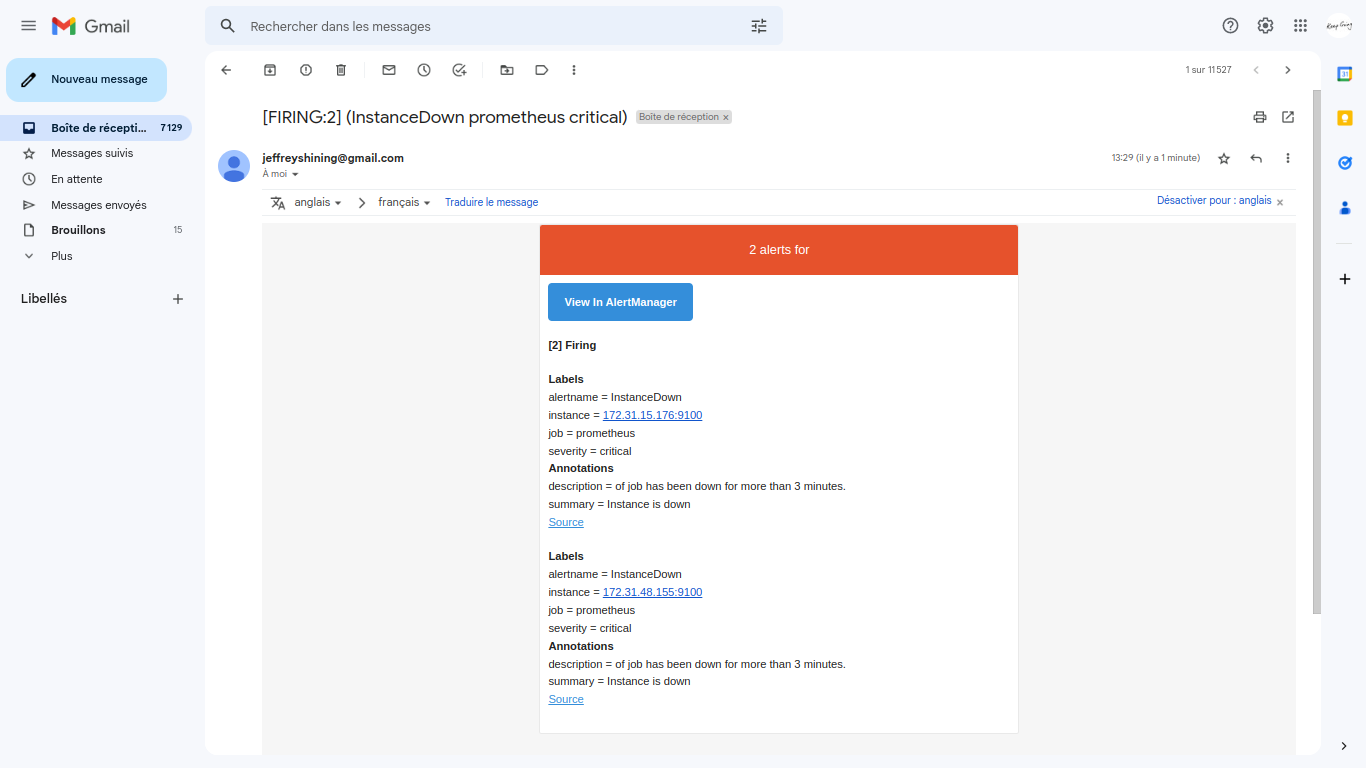 Gmail
Rechercher dans les messages
Nouveau message
1 sur 11 527
Boîte de récepti... 7 129
Messages suivis
En attente
Messages envoyés
Brouillons 15
Plus
Libellés
[FIRING:2] (InstanceDown prometheus critical) Boîte de réception ×
jeffreyshining@gmail.com 13:29 (il y a 1 minute)
À moi
anglais > français Traduire le message Désactiver pour : anglais ×
2 alerts for
View In AlertManager
[2] Firing
Labels
alertname = InstanceDown
instance = 172.31.15.176:9100
job = prometheus
severity = critical
Annotations
description = of job has been down for more than 3 minutes.
summary = Instance is down
Source
Labels
alertname = InstanceDown
instance = 172.31.48.155:9100
job = prometheus
severity = critical
Annotations
description = of job has been down for more than 3 minutes.
summary = Instance is down
Source